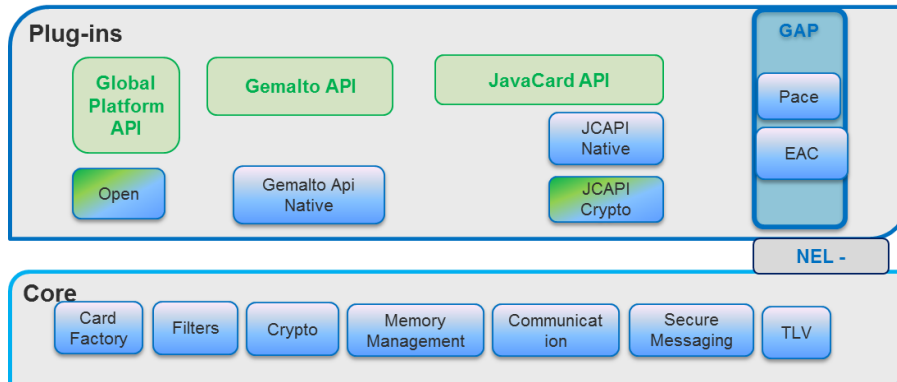 Plug-ins
GAP
Global
Platform
API
Gemalto API
JavaCard API
Pace
JCAPI
Native
EAC
Open
Gemalto Api
Native
JCAPI
Crypto
NEL -
Core
Card
Factory
Filters
Crypto
Memory
Management
Communicat
ion
Secure
Messaging
TLV